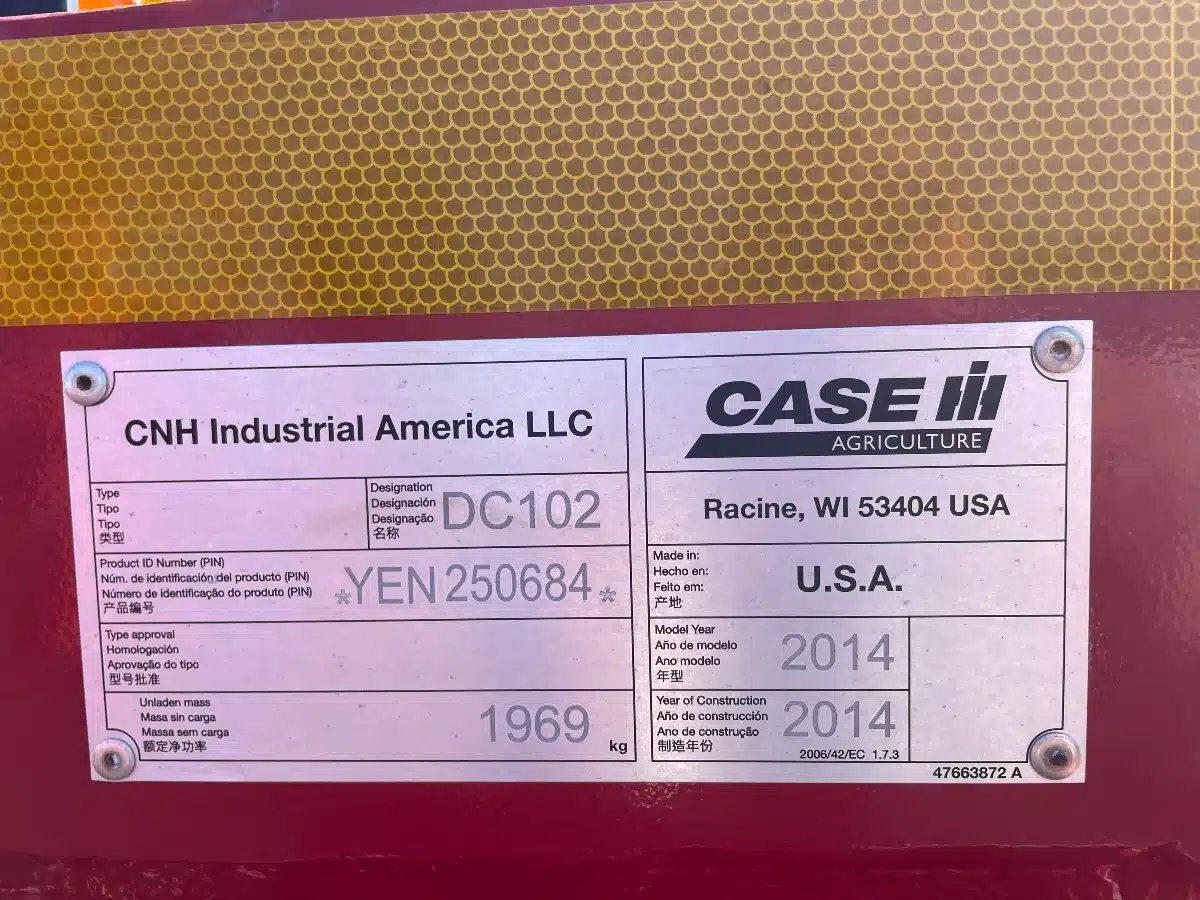 CNH Industrial America LLC
Type
Tipo
Tipo
类型
Designation
Designación
Designação
名称
DC102
Product ID Number (PIN)
Núm. de identificación del producto (PIN)
Número de identificação do produto (PIN)
产品编号
*YEN250684*
Type approval
Homologación
Aprovação do tipo
型号批准
Unladen mass
Masa sin carga
Massa sem carga
额定净功率
1969
kg
CASE IH
AGRICULTURE
Racine, WI 53404 USA
Made in:
Hecho en:
Feito em:
产地
U.S.A.
Model Year
Año de modelo
Ano modelo
年型
2014
Year of Construction
Año de construcción
Ano de construção
制造年份
2014
2006/42/EC 1.7.3
47663872 A